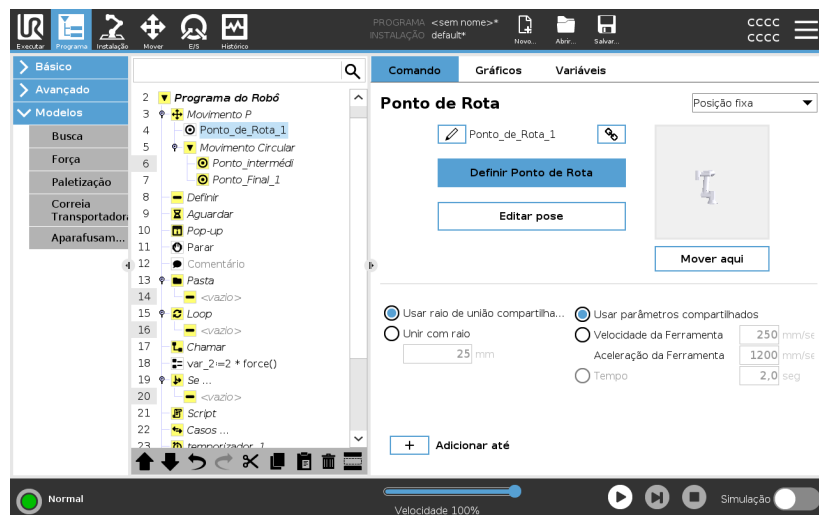 UR
PROGRAMA <sem nome>*
INSTALAÇÃO default*
CCCC
CCCC
Executar Programa Instalação Mover E/S Histórico Novo... Abrir... Salvar...
Básico
Avançado
Modelos
Busca
Força
Paletização
Correia
Transportador
Aparafusam...
2 Programa do Robô
3 Movimento P
4 Ponto_de_Rota_1
5 Movimento Circular
6 Ponto_intermédi
7 Ponto_Final_1
8 Definir
9 Aguardar
10 Pop-up
11 Parar
12 Comentário
13 Pasta
14 <vazio>
15 Loop
16 <vazio>
17 Chamar
18 var_2≔2 * force()
19 Se ...
20 <vazio>
21 Script
22 Casos ...
23 temporizador_1
Comando Gráficos Variáveis
Ponto de Rota
Posição fixa
Ponto_de_Rota_1
Definir Ponto de Rota
Editar pose
Mover aqui
Usar raio de união compartilha...
Unir com raio
25 mm
Usar parâmetros compartilhados
Velocidade da Ferramenta 250 mm/se
Aceleração da Ferramenta 1200 mm/se
Tempo 2,0 seg
+ Adicionar até
Normal
Velocidade 100%
Simulação